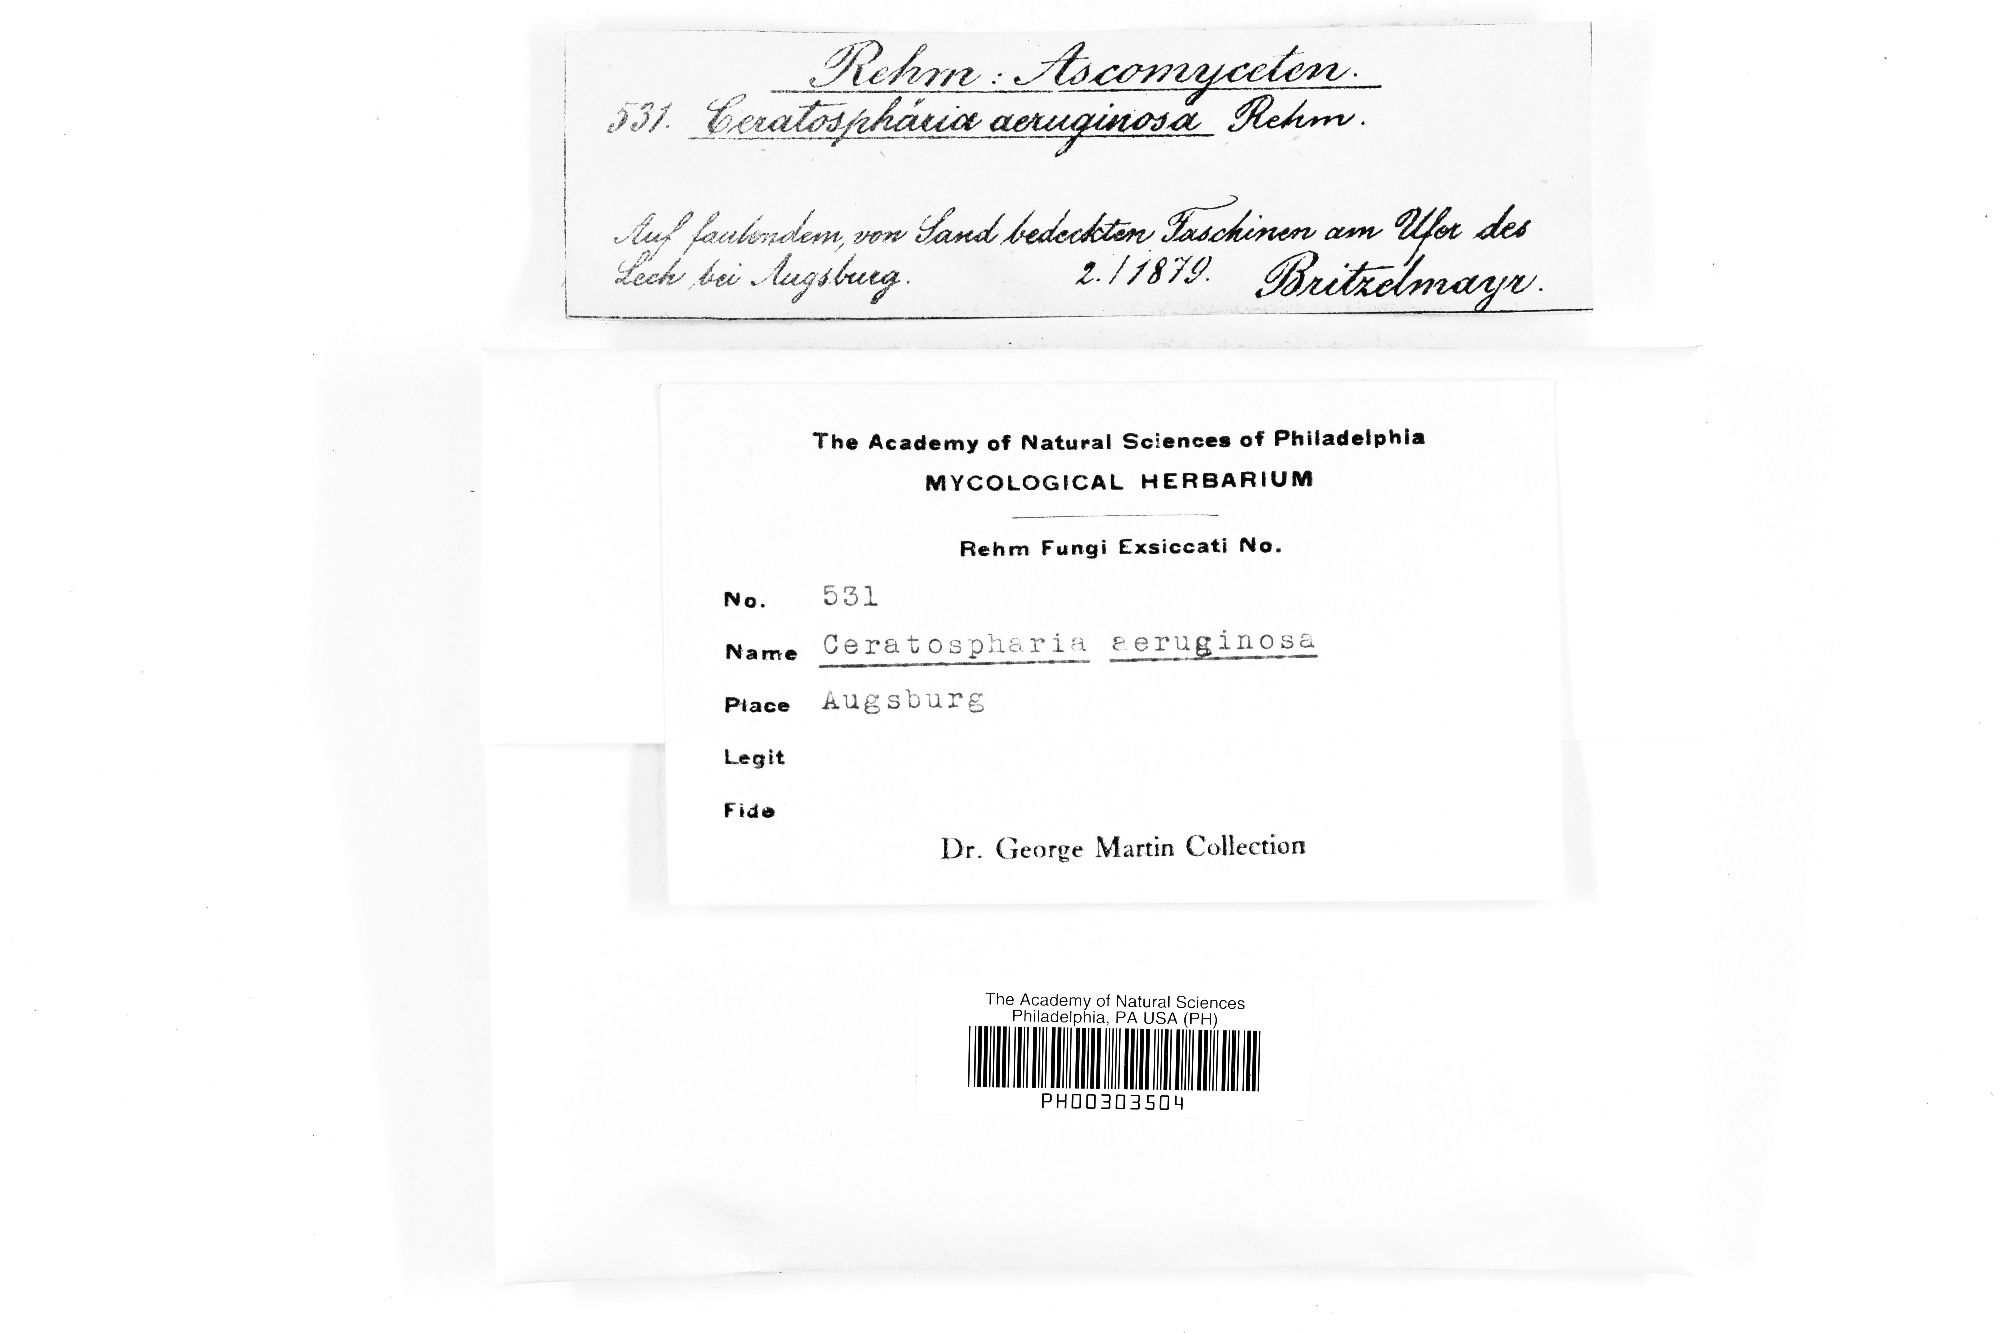 Rehm: Ascomyceten.
531. Ceratosphäria aeruginosa Rehm.
Auf faulendem, von Sand bedeckten Faschinen am Ufer des
Lech bei Augsburg. 2./1879. Britzelmayr.
The Academy of Natural Sciences of Philadelphia
MYCOLOGICAL HERBARIUM
Rehm Fungi Exsiccati No.
No. 531
Name Ceratospharia aeruginosa
Place Augsburg
Legit
Fide
Dr. George Martin Collection
The Academy of Natural Sciences
Philadelphia, PA USA (PH)
PH00303504